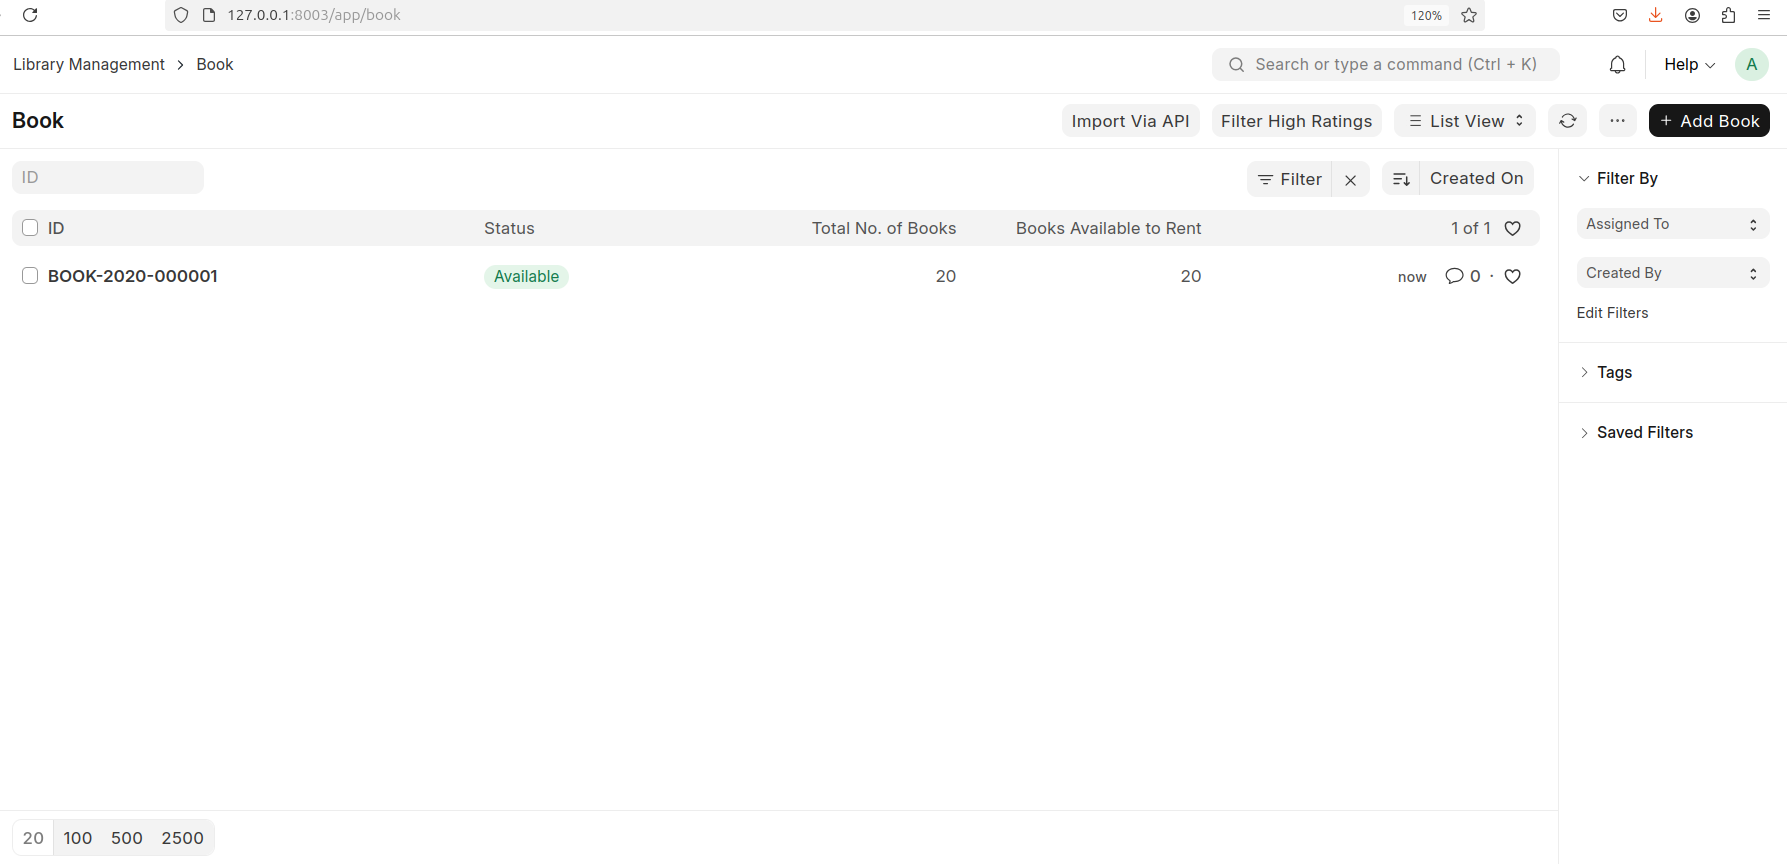 127.0.0.1:8003/app/book
120%
Library Management > Book
Search or type a command (Ctrl + K)
Help
A
Book
Import Via API
Filter High Ratings
List View
+ Add Book
ID
Filter
Created On
ID Status Total No. of Books Books Available to Rent 1 of 1
BOOK-2020-000001 Available 20 20 now 0 ·
20 100 500 2500
Filter By
Assigned To
Created By
Edit Filters
Tags
Saved Filters